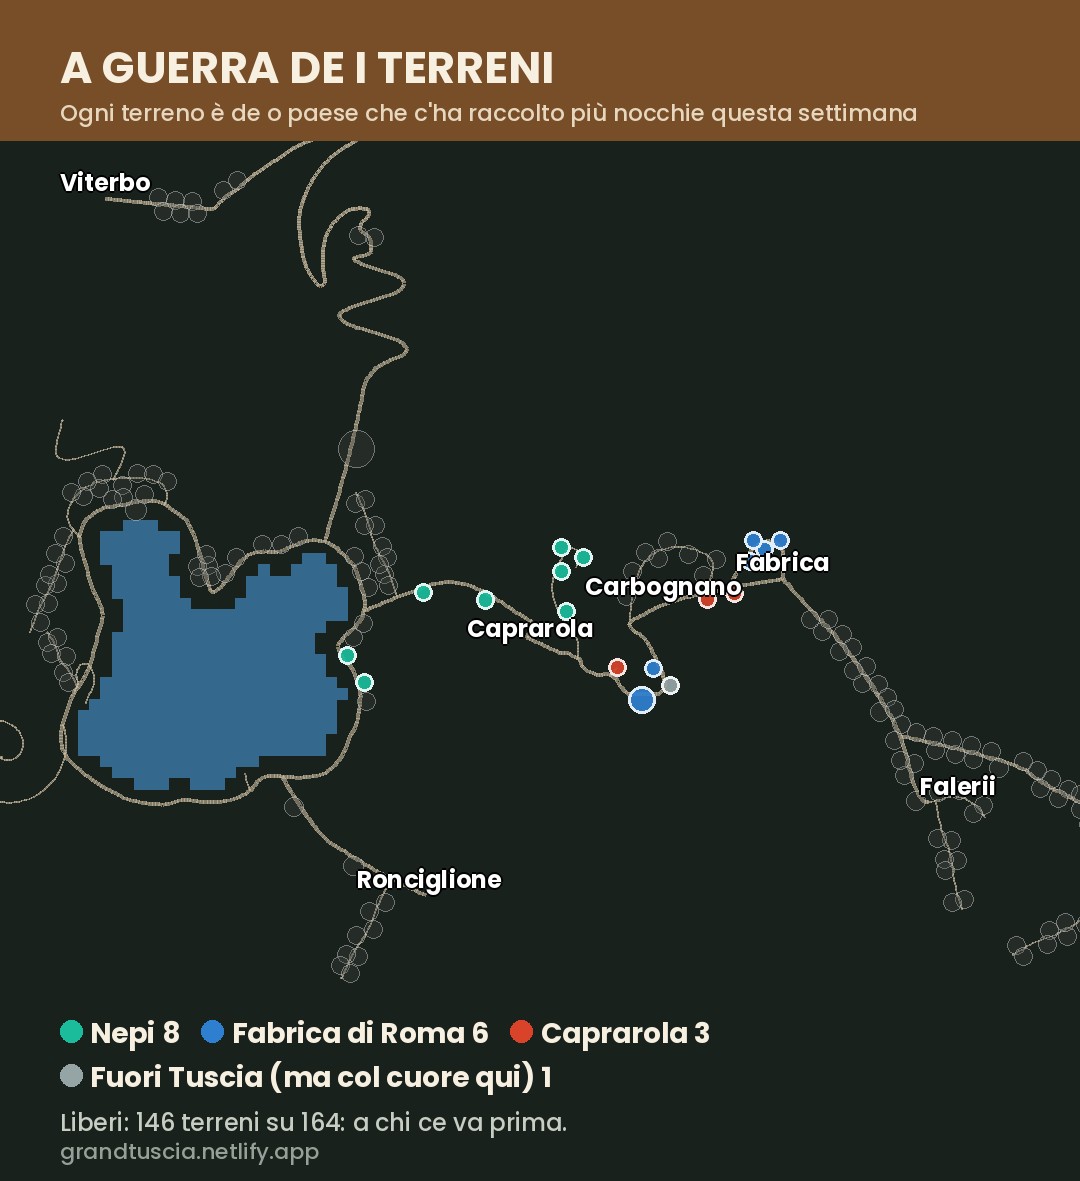 A GUERRA DE I TERRENI
Ogni terreno è de o paese che c'ha raccolto più nocchie questa settimana
Viterbo
Fabrica
Carbognano
Caprarola
Falerii
Ronciglione
Nepi 8 Fabrica di Roma 6 Caprarola 3
Fuori Tuscia (ma col cuore qui) 1
Liberi: 146 terreni su 164: a chi ce va prima.
grandtuscia.netlify.app